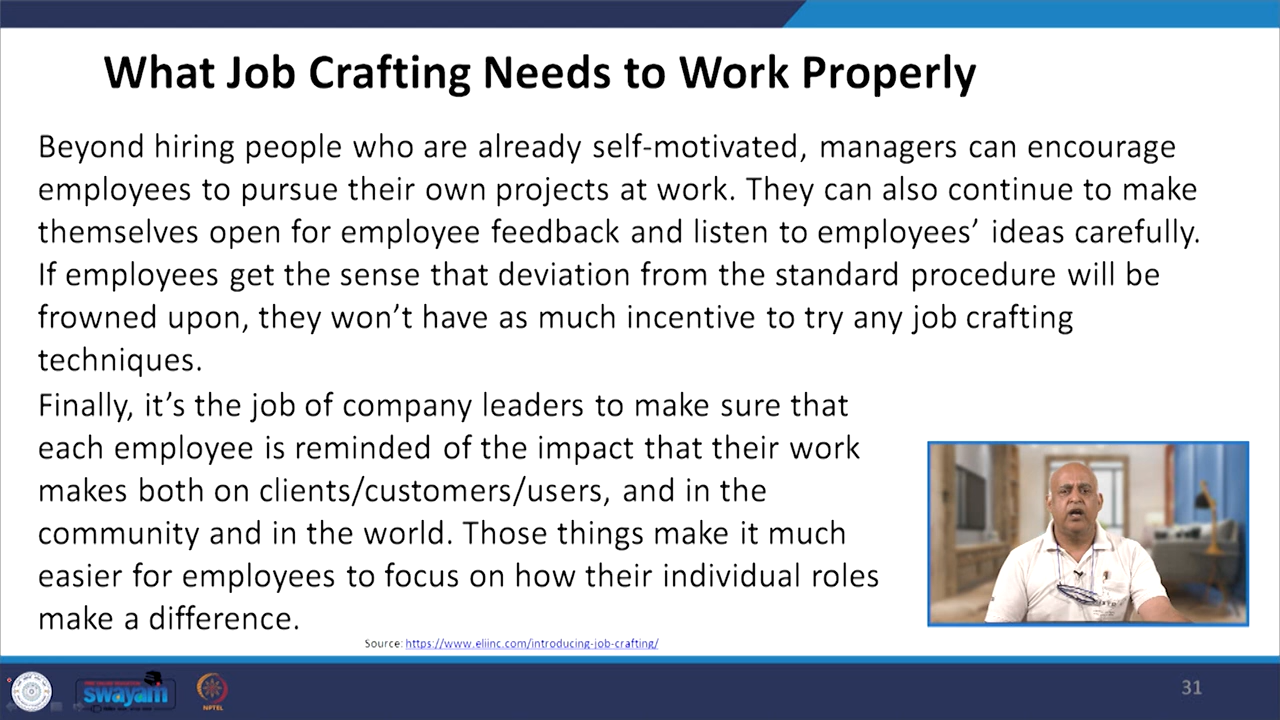 What Job Crafting Needs to Work Properly
Beyond hiring people who are already self-motivated, managers can encourage
employees to pursue their own projects at work. They can also continue to make
themselves open for employee feedback and listen to employees’ ideas carefully.
If employees get the sense that deviation from the standard procedure will be
frowned upon, they won’t have as much incentive to try any job crafting
techniques.
Finally, it’s the job of company leaders to make sure that
each employee is reminded of the impact that their work
makes both on clients/customers/users, and in the
community and in the world. Those things make it much
easier for employees to focus on how their individual roles
make a difference.
Source: https://www.eliinc.com/introducing-job-crafting/
swayam
NPTEL
31